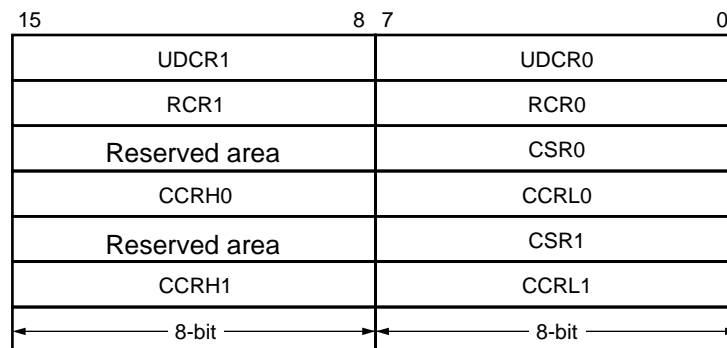 15 8 7 0
UDCR1 UDCR0
RCR1 RCR0
Reserved area CSR0
CCRH0 CCRL0
Reserved area CSR1
CCRH1 CCRL1
8-bit 8-bit